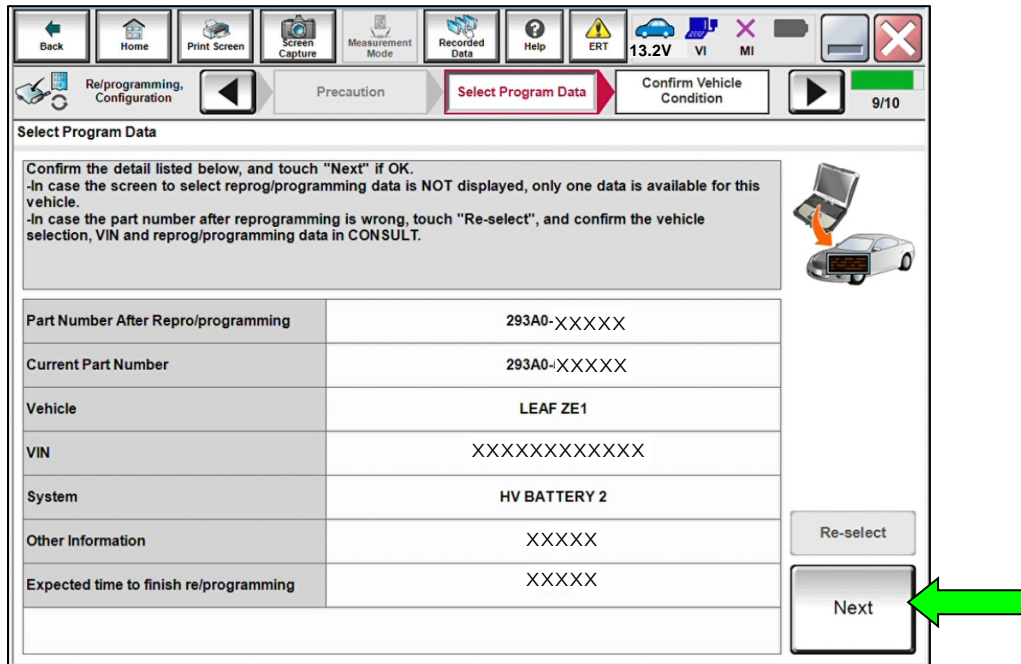 Back
Home
Print Screen
Screen
Capture
Measurement
Mode
Recorded
Data
Help
ERT
13.2V
VI
MI
Re/programming,
Configuration
Precaution
Select Program Data
Confirm Vehicle
Condition
9/10
Select Program Data
Confirm the detail listed below, and touch "Next" if OK.
-In case the screen to select reprog/programming data is NOT displayed, only one data is available for this
vehicle.
-In case the part number after reprogramming is wrong, touch "Re-select", and confirm the vehicle
selection, VIN and reprog/programming data in CONSULT.
Part Number After Repro/programming
293A0-XXXXX
Current Part Number
293A0-XXXXX
Vehicle
LEAF ZE1
VIN
XXXXXXXXXXXX
System
HV BATTERY 2
Other Information
XXXXX
Expected time to finish re/programming
XXXXX
Re-select
Next